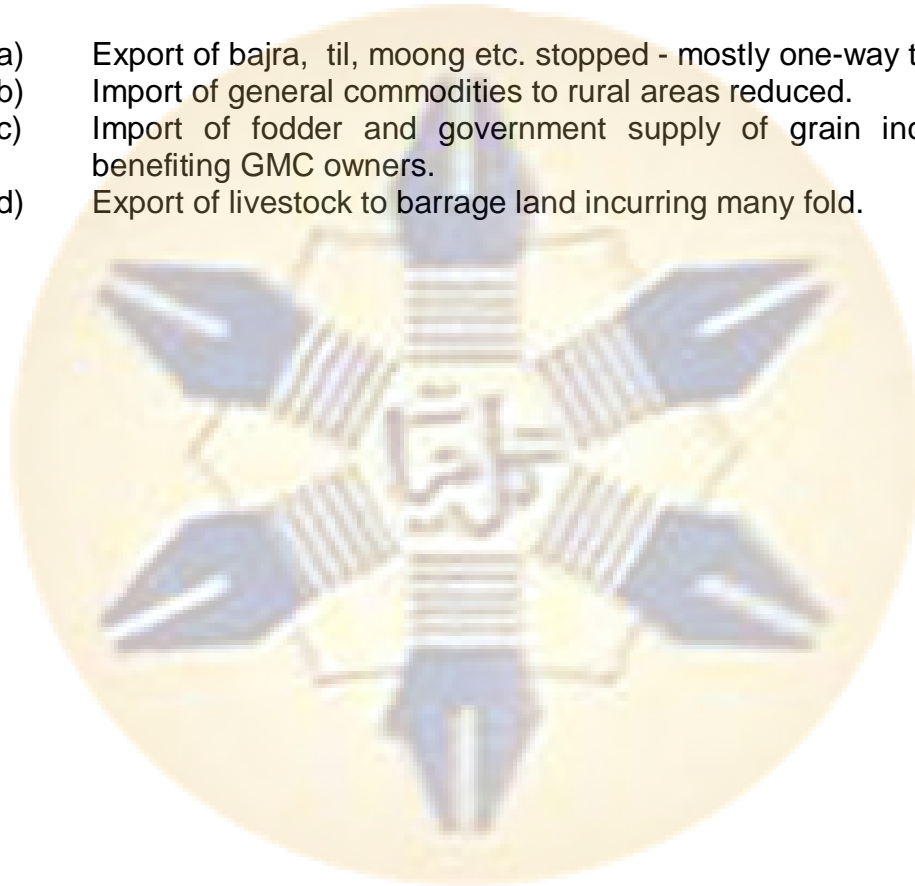 a) Export of bajra, til, moong etc. stopped - mostly one-way t
b) Import of general commodities to rural areas reduced.
c) Import of fodder and government supply of grain inc
benefiting GMC owners.
d) Export of livestock to barrage land incurring many fold.